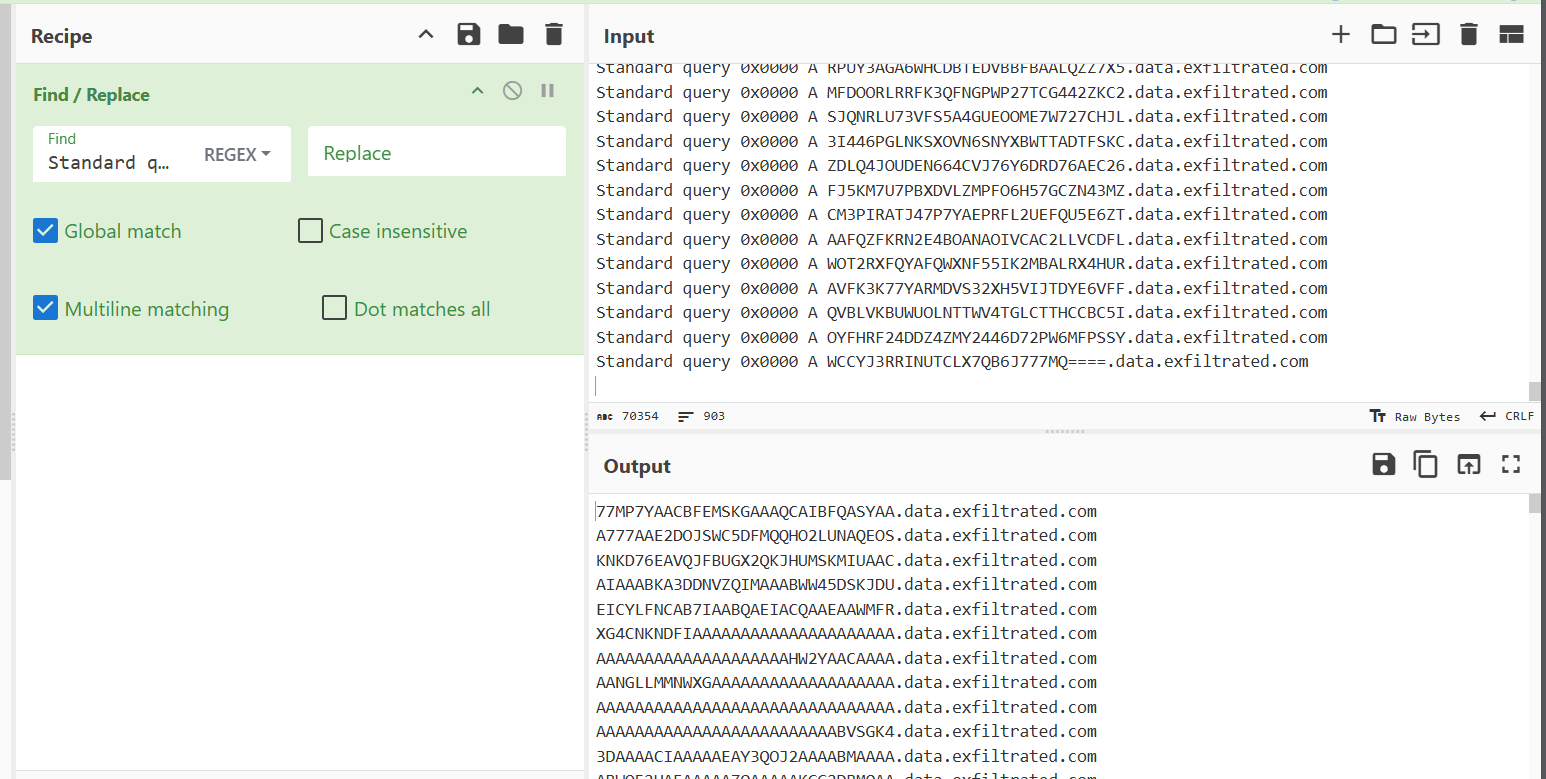 Recipe
Find / Replace
Find
Standard q…
REGEX
Replace
Global match
Case insensitive
Multiline matching
Dot matches all
Input
Standard query 0x0000 A RPUY3AGA6WHCDBTEDVBBFBAALQZZ7X5.data.exfiltrated.com
Standard query 0x0000 A MFDOORLRRFK3QFNGPWP27TCG442ZKC2.data.exfiltrated.com
Standard query 0x0000 A SJQNRLU73VFS5A4GUEOOME7W727CHJL.data.exfiltrated.com
Standard query 0x0000 A 3I446PGLNKSXOVN6SNYXBWTTADTFSKC.data.exfiltrated.com
Standard query 0x0000 A ZDLQ4JOUDEN664CVJ76Y6DRD76AEC26.data.exfiltrated.com
Standard query 0x0000 A FJ5KM7U7PBXDVLZMPFO6H57GCZN43MZ.data.exfiltrated.com
Standard query 0x0000 A CM3PIRATJ47P7YAEPRFL2UEFQU5E6ZT.data.exfiltrated.com
Standard query 0x0000 A AAFQZFKRN2E4BOANAOIVCAC2LLVCDFL.data.exfiltrated.com
Standard query 0x0000 A WOT2RXFQYAFQWXNF55IK2MBALRX4HUR.data.exfiltrated.com
Standard query 0x0000 A AVFK3K77YARMDVS32XH5VIJTDYE6VFF.data.exfiltrated.com
Standard query 0x0000 A QVBLVKBUWUOLNTTWV4TGLCTTHCCBC5I.data.exfiltrated.com
Standard query 0x0000 A OYFHRF24DDZ4ZMY2446D72PW6MFPSSY.data.exfiltrated.com
Standard query 0x0000 A WCCYJ3RRINUTCLX7QB6J777MQ====.data.exfiltrated.com
ABC 70354 903
Raw Bytes CRLF
Output
77MP7YAACBFEMSKGAAAQCAIBFQASYAA.data.exfiltrated.com
A777AAE2DOJSWC5DFMQQHO2LUNAQEOS.data.exfiltrated.com
KNKD76EAVQJFBUGX2QKJHUMSKMIUAAC.data.exfiltrated.com
AIAAABKA3DDNVZQIMAAABWW45DSKJDU.data.exfiltrated.com
EICYLFNCAB7IAABQAEIACQAAEAAWMFR.data.exfiltrated.com
XG4CNKNDFIAAAAAAAAAAAAAAAAAAAAA.data.exfiltrated.com
AAAAAAAAAAAAAAAAAAAAHW2YAACAAAA.data.exfiltrated.com
AANGLLMMNWXGAAAAAAAAAAAAAAAAAAA.data.exfiltrated.com
AAAAAAAAAAAAAAAAAAAAAAAAAAAAAAA.data.exfiltrated.com
AAAAAAAAAAAAAAAAAAAAAAAAABVSGK4.data.exfiltrated.com
3DAAAACIAAAAAEAY3QOJ2AAAABMAAAA.data.exfiltrated.com